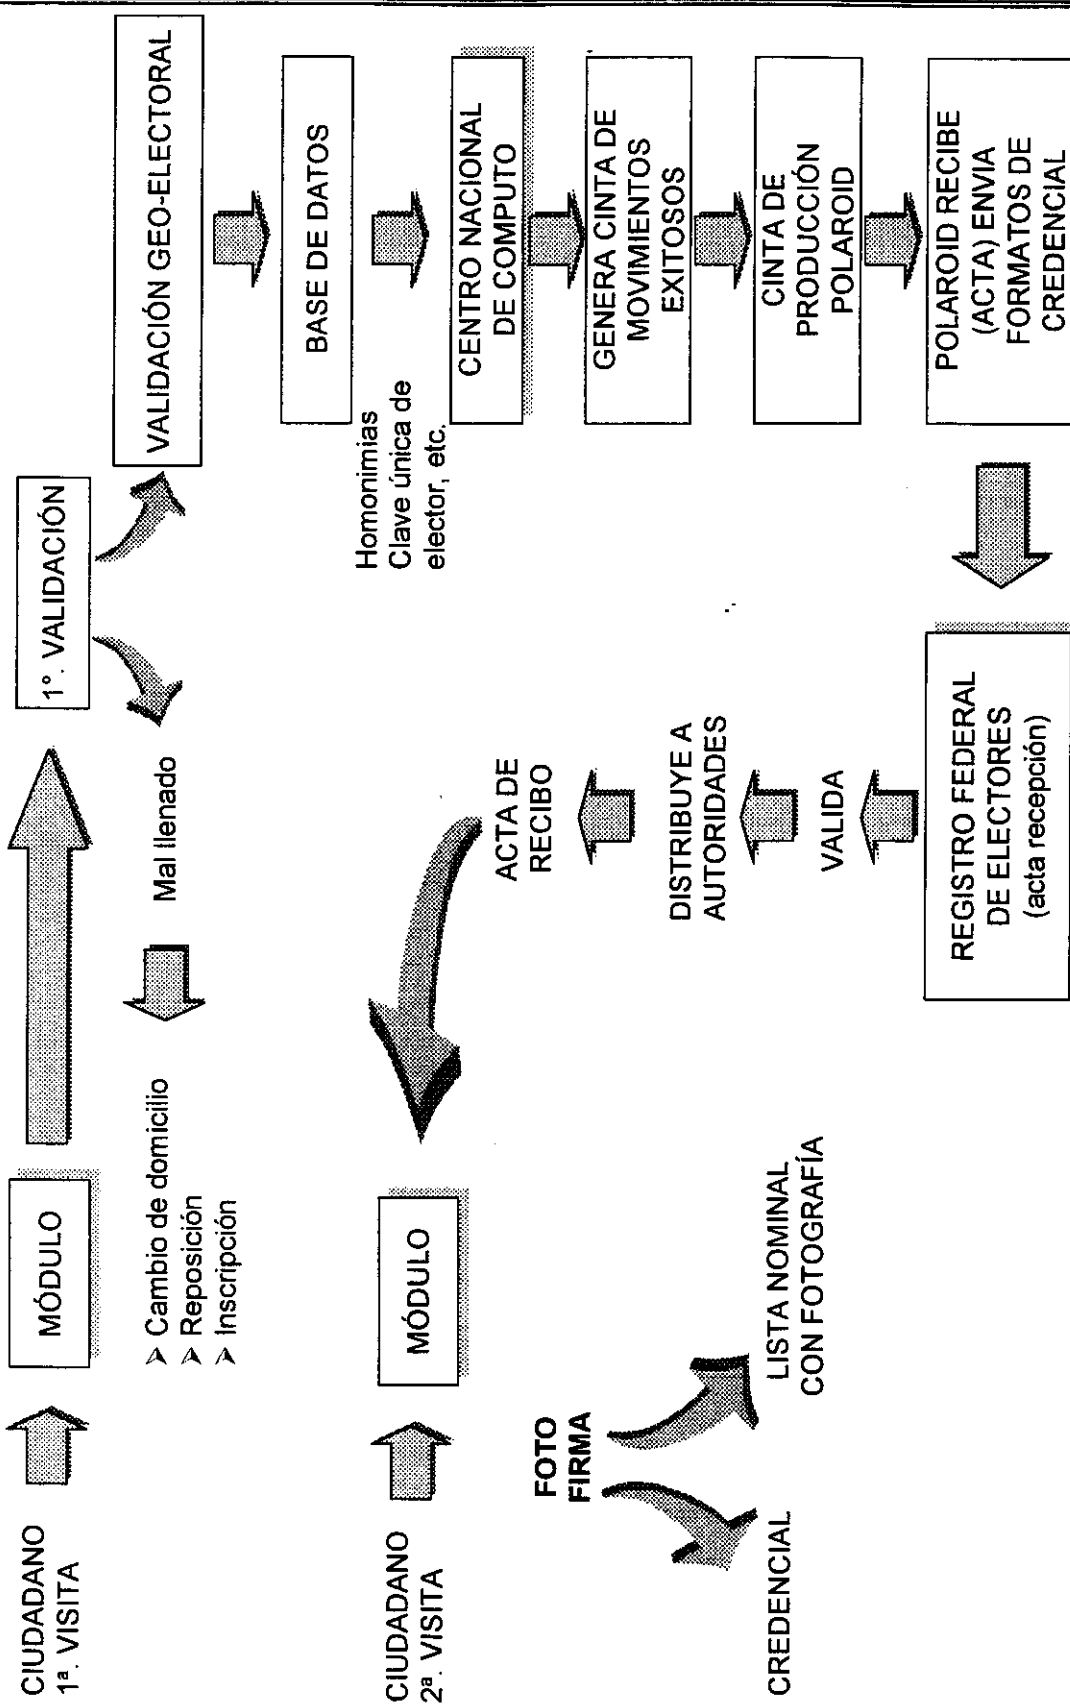 CIUDADANO
1ª. VISITA
MÓDULO
➢ Cambio de domicilio
➢ Reposición
➢ Inscripción
Mal llenado
1°. VALIDACIÓN
VALIDACIÓN GEO-ELECTORAL
BASE DE DATOS
Homonimias
Clave única de
elector, etc.
CENTRO NACIONAL
DE COMPUTO
GENERA CINTA DE
MOVIMIENTOS
EXITOSOS
CINTA DE
PRODUCCIÓN
POLAROID
POLAROID RECIBE
(ACTA) ENVIA
FORMATOS DE
CREDENCIAL
REGISTRO FEDERAL
DE ELECTORES
(acta recepción)
VALIDA
DISTRIBUYE A
AUTORIDADES
ACTA DE
RECIBO
CIUDADANO
2ª. VISITA
MÓDULO
FOTO
FIRMA
CREDENCIAL
LISTA NOMINAL
CON FOTOGRAFÍA